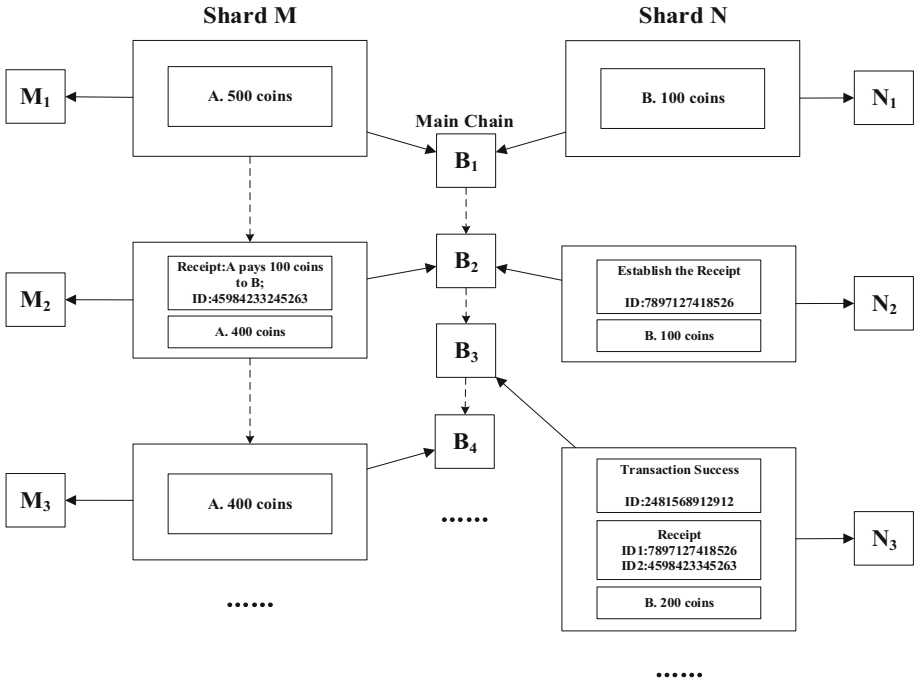 Shard M
Shard N
M1
A. 500 coins
B. 100 coins
N1
Main Chain
B1
M2
Receipt:A pays 100 coins
to B;
ID:45984233245263
A. 400 coins
B2
Establish the Receipt
ID:7897127418526
B. 100 coins
N2
B3
B4
M3
A. 400 coins
......
Transaction Success
ID:2481568912912
Receipt
ID1:7897127418526
ID2:4598423345263
B. 200 coins
N3
......
......